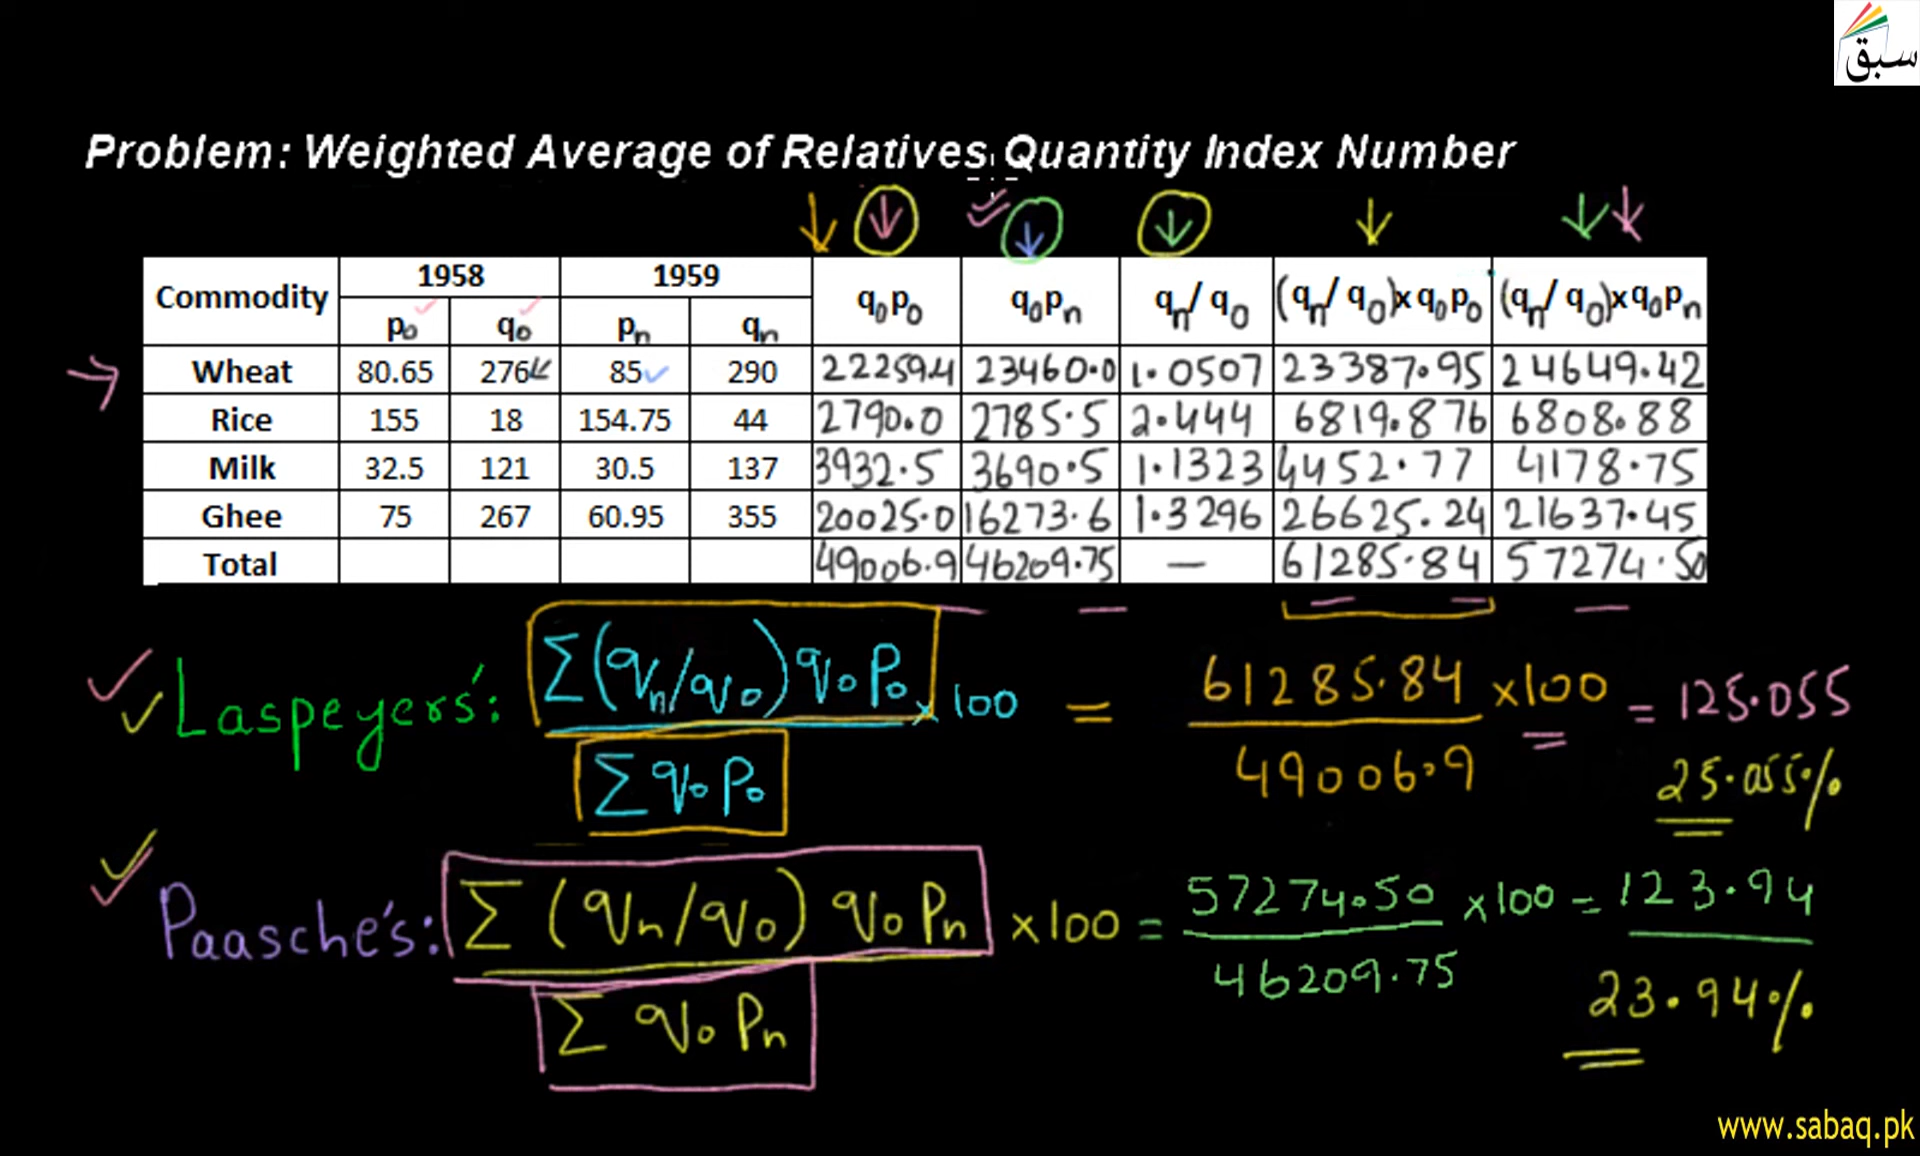 سبق
Problem: Weighted Average of Relatives Quantity Index Number
Commodity 1958 1959 q₀p₀ q₀pₙ qₙ/q₀ (qₙ/q₀)xq₀p₀ (qₙ/q₀)xq₀pₙ
p₀ q₀ pₙ qₙ
Wheat 80.65 276 85 290 22259.4 23460.0 1.0507 23387.95 24649.42
Rice 155 18 154.75 44 2790.0 2785.5 2.444 6819.876 6808.88
Milk 32.5 121 30.5 137 3932.5 3690.5 1.1323 4452.77 4178.75
Ghee 75 267 60.95 355 20025.0 16273.6 1.3296 26625.24 21637.45
Total 49006.9 46209.75 — 61285.84 57274.50
Laspeyers': Σ(qₙ/q₀)q₀p₀ x 100 = 61285.84 x100 = 125.055
Σ q₀p₀ 49006.9 25.055%
Paasche's: Σ (qₙ/q₀) q₀pₙ x100 = 57274.50 x100 = 123.94
Σ q₀pₙ 46209.75 23.94%
www.sabaq.pk